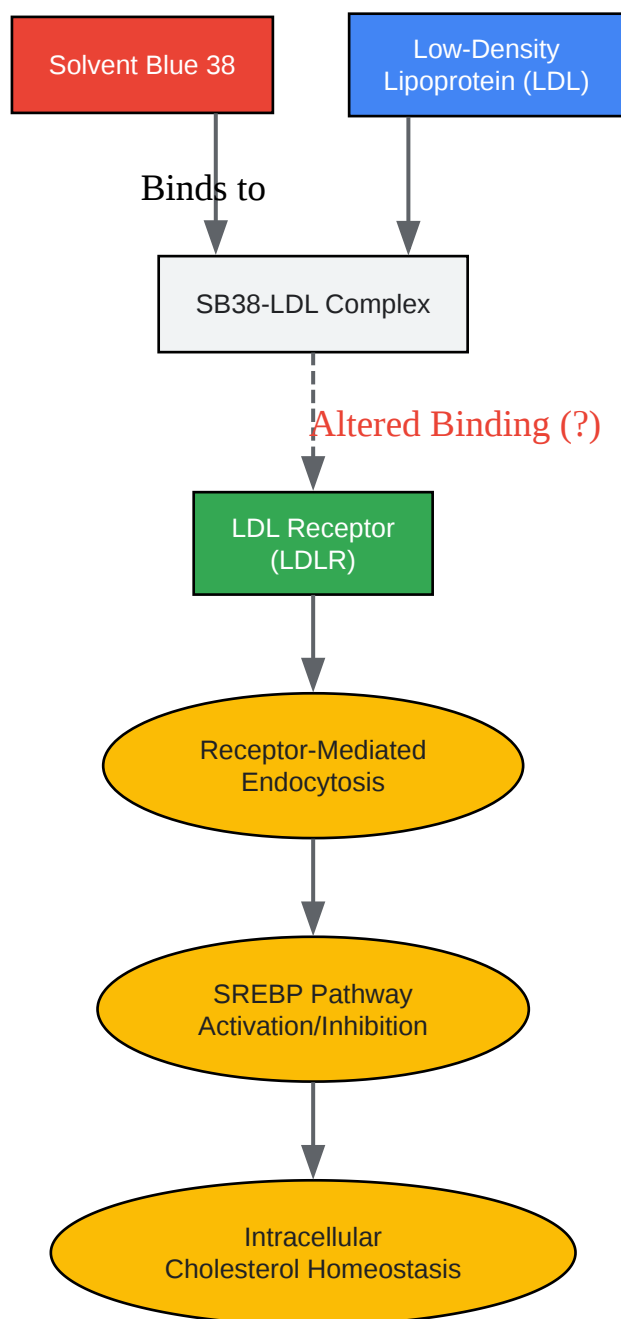 Solvent Blue 38
Low-Density
Lipoprotein (LDL)
Binds to
SB38-LDL Complex
Altered Binding (?)
LDL Receptor
(LDLR)
Receptor-Mediated
Endocytosis
SREBP Pathway
Activation/Inhibition
Intracellular
Cholesterol Homeostasis